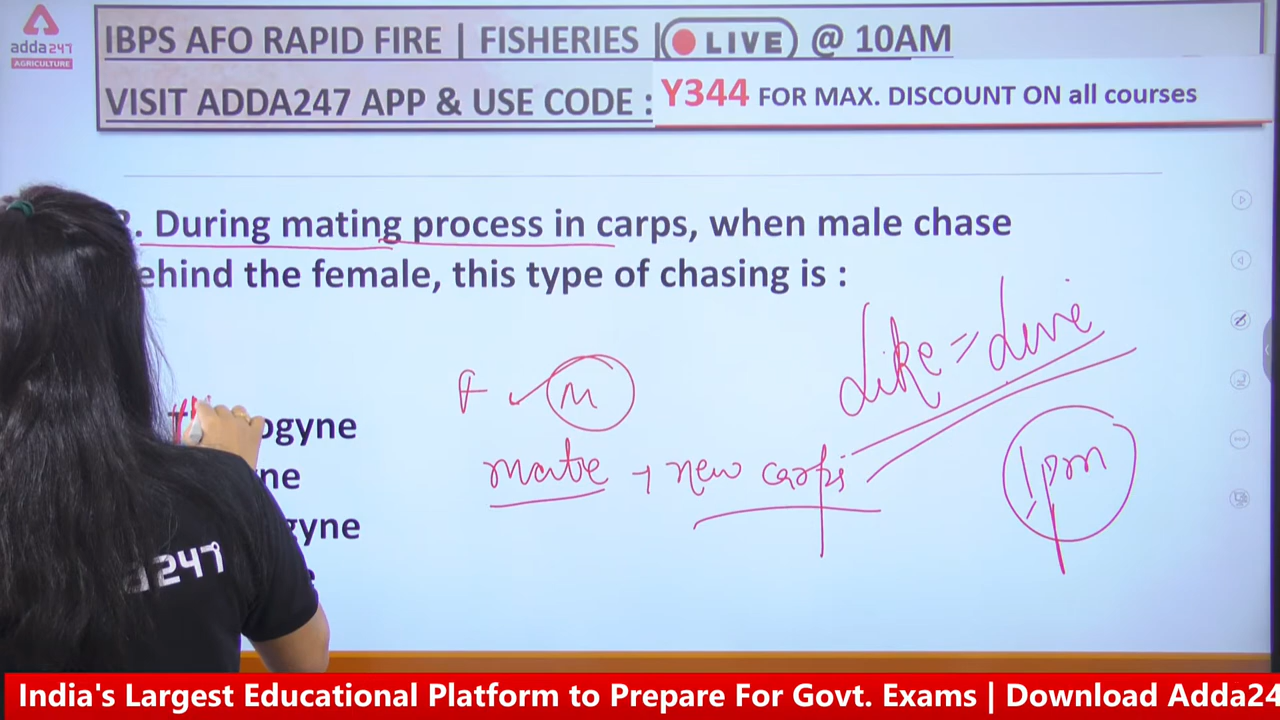 adda247
AGRICULTURE
IBPS AFO RAPID FIRE | FISHERIES | LIVE @ 10AM
VISIT ADDA247 APP & USE CODE : Y344 FOR MAX. DISCOUNT ON all courses
. During mating process in carps, when male chase
ehind the female, this type of chasing is :
Like = Live
F M
ogyne
mate → new carps
1pm
ne
gyne
247
India's Largest Educational Platform to Prepare For Govt. Exams | Download Adda24